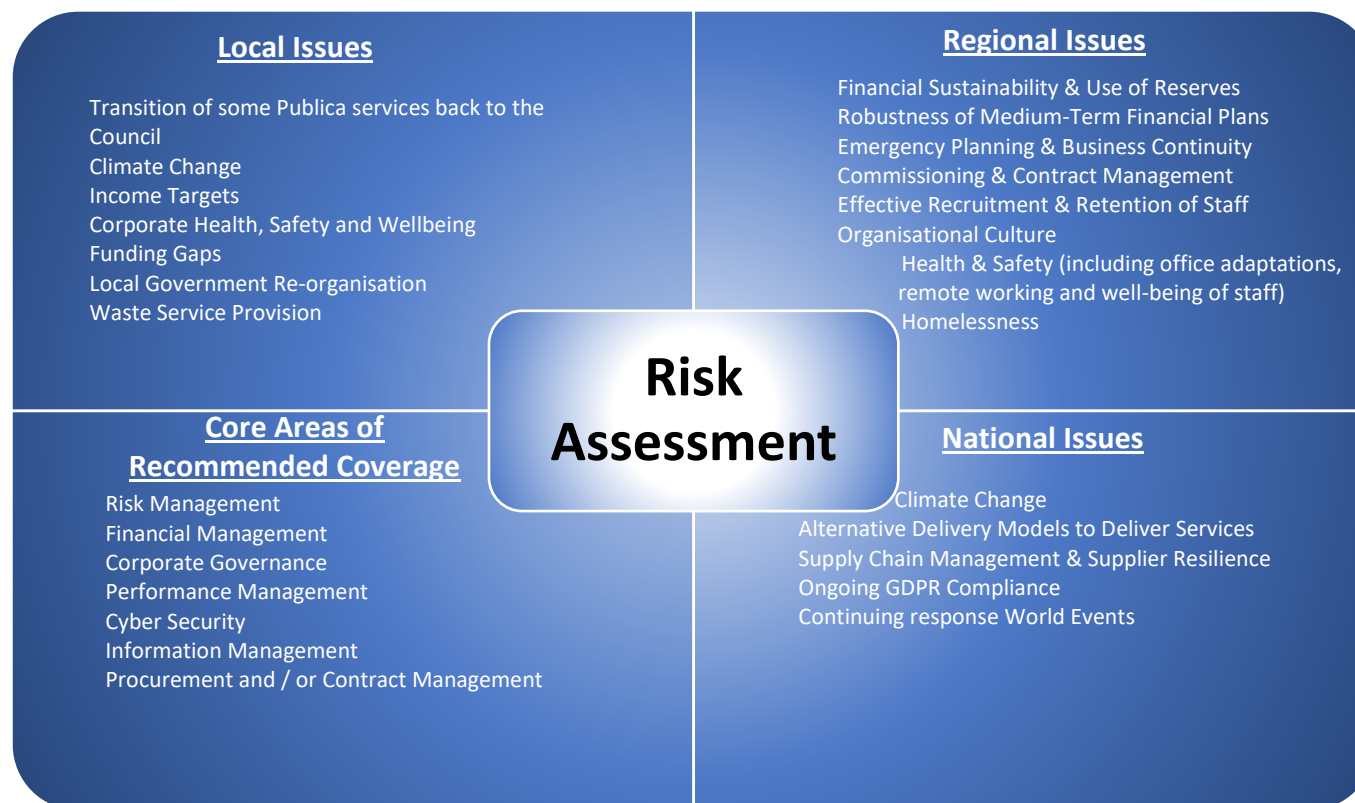 Local Issues
Transition of some Publica services back to the
Council
Climate Change
Income Targets
Corporate Health, Safety and Wellbeing
Funding Gaps
Local Government Re-organisation
Waste Service Provision
Regional Issues
Financial Sustainability & Use of Reserves
Robustness of Medium-Term Financial Plans
Emergency Planning & Business Continuity
Commissioning & Contract Management
Effective Recruitment & Retention of Staff
Organisational Culture
Health & Safety (including office adaptations,
remote working and well-being of staff)
Homelessness
Risk
Assessment
Core Areas of
Recommended Coverage
Risk Management
Financial Management
Corporate Governance
Performance Management
Cyber Security
Information Management
Procurement and / or Contract Management
National Issues
Climate Change
Alternative Delivery Models to Deliver Services
Supply Chain Management & Supplier Resilience
Ongoing GDPR Compliance
Continuing response World Events